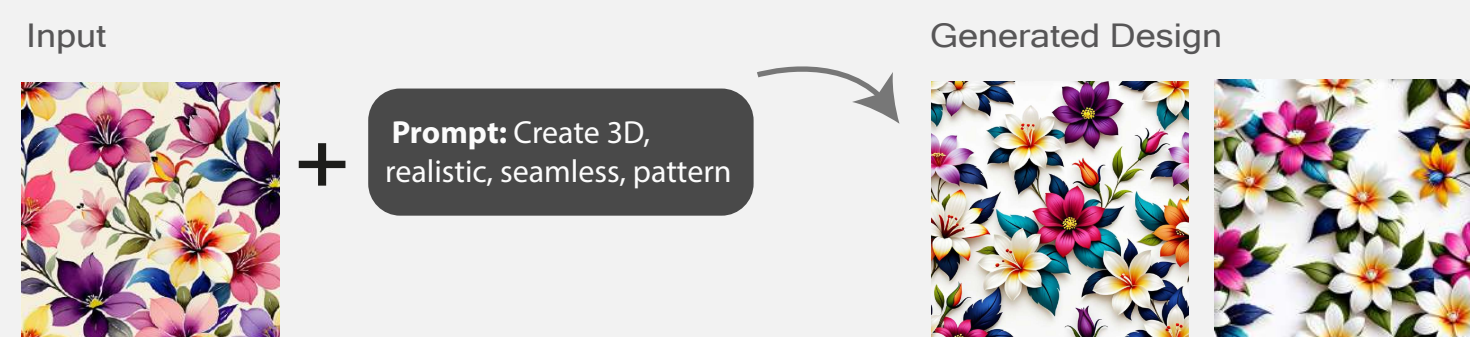 Input
Generated Design
+
Prompt: Create 3D,
realistic, seamless, pattern